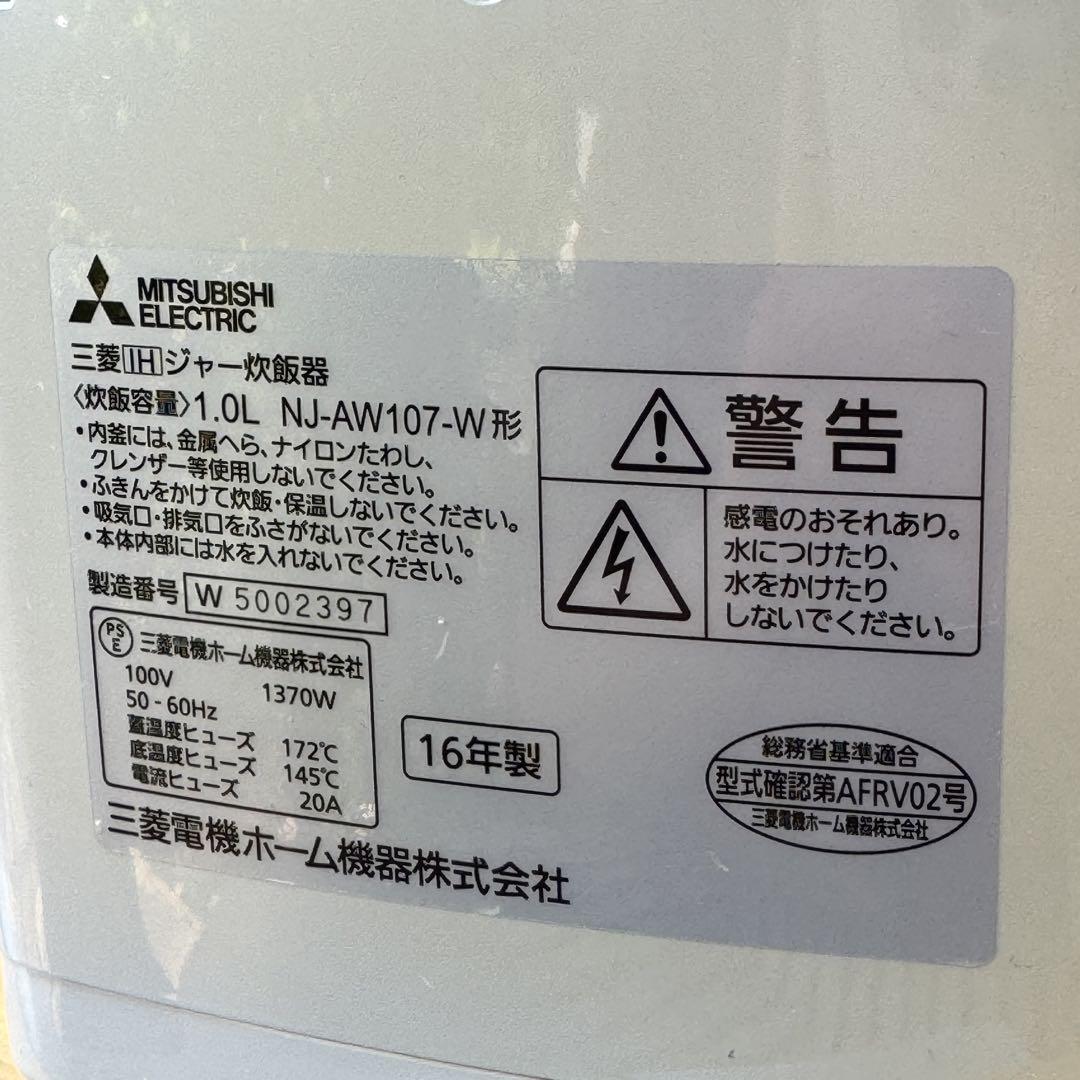 MITSUBISHI
ELECTRIC
三菱IHジャー炊飯器
〈炊飯容量〉1.0L NJ-AW107-W形
・内釜には、金属へら、ナイロンたわし、
クレンザー等使用しないでください。
・ふきんをかけて炊飯・保温しないでください。
・吸気口・排気口をふさがないでください。
・本体内部には水を入れないでください。
製造番号 W 5002397
PS
E
三菱電機ホーム機器株式会社
100V 1370W
50-60Hz
蓋温度ヒューズ 172℃
底温度ヒューズ 145℃
電流ヒューズ 20A
三菱電機ホーム機器株式会社
16年製
警告
感電のおそれあり。
水につけたり、
水をかけたり
しないでください。
総務省基準適合
型式確認第AFRV02号
三菱電機ホーム機器株式会社